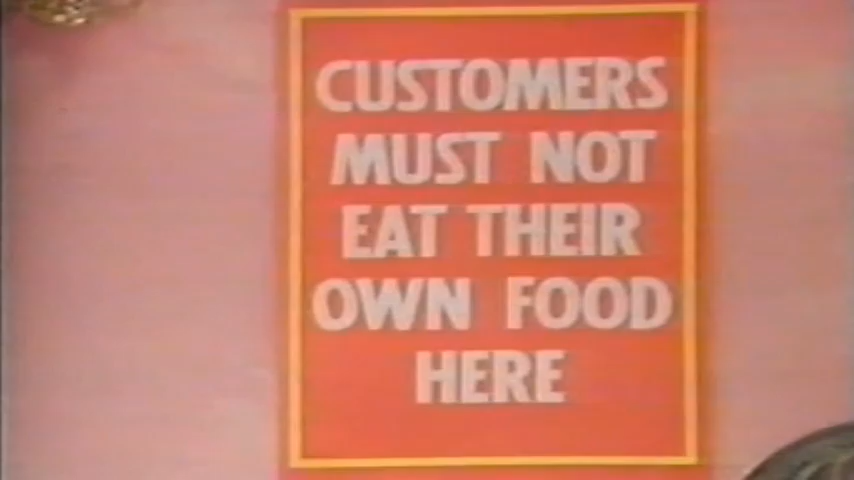 CUSTOMERS
MUST NOT
EAT THEIR
OWN FOOD
HERE